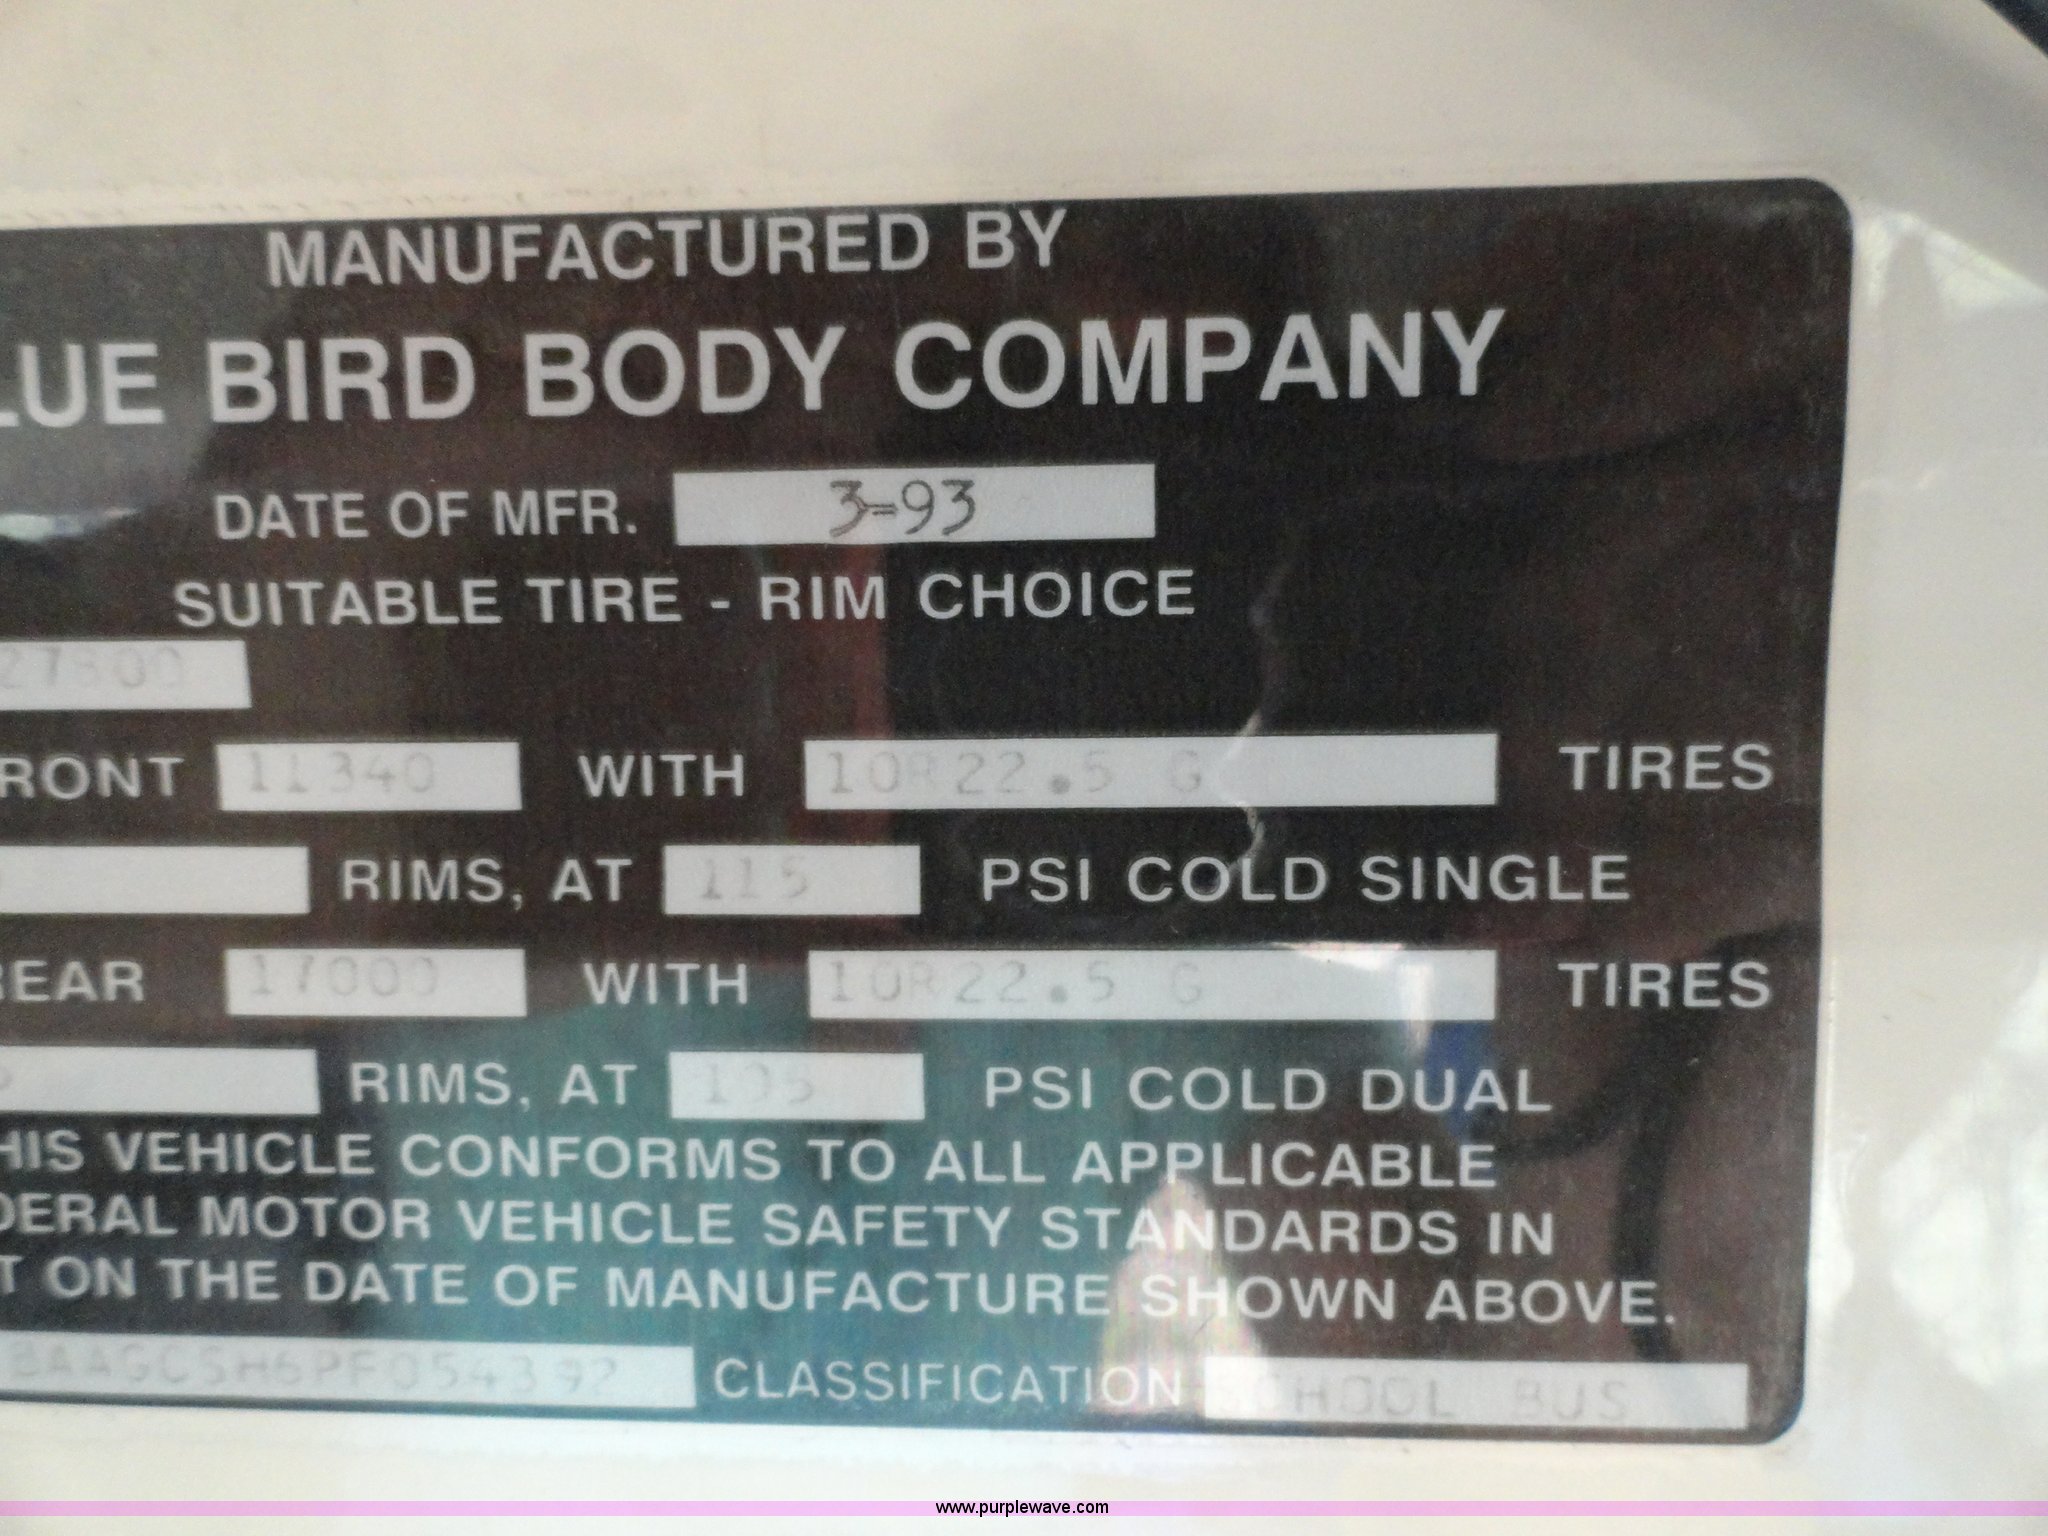 MANUFACTURED BY
LUE BIRD BODY COMPANY
DATE OF MFR. 3-93
SUITABLE TIRE - RIM CHOICE
RONT 11340 WITH 10R22.5 G TIRES
RIMS, AT 115 PSI COLD SINGLE
REAR 17000 WITH 10R22.5 G TIRES
RIMS, AT 105 PSI COLD DUAL
HIS VEHICLE CONFORMS TO ALL APPLICABLE
DERAL MOTOR VEHICLE SAFETY STANDARDS IN
T ON THE DATE OF MANUFACTURE SHOWN ABOVE.
CLASSIFICATION SCHOOL BUS
www.purplewave.com